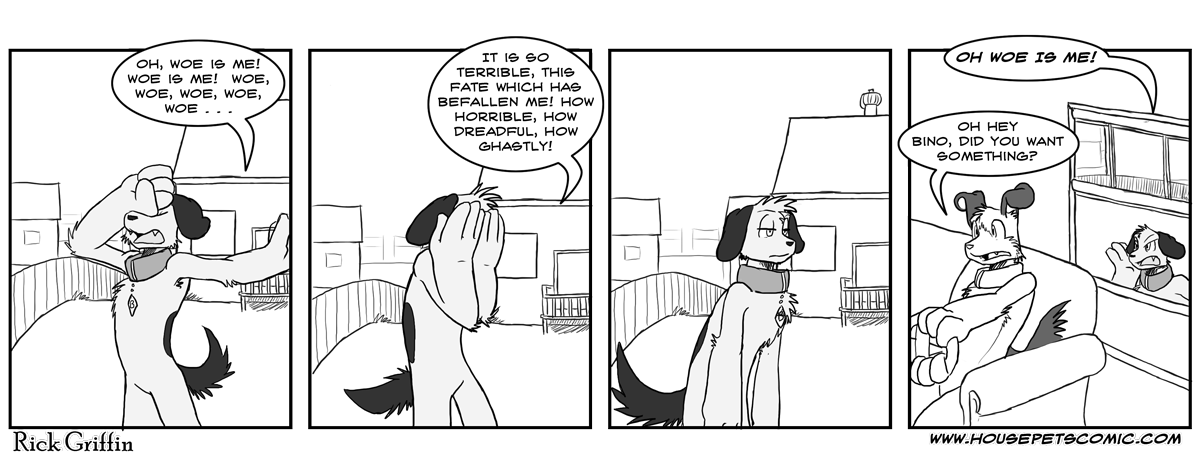 OH, WOE IS ME!
WOE IS ME! WOE,
WOE, WOE, WOE,
WOE . . .
IT IS SO
TERRIBLE, THIS
FATE WHICH HAS
BEFALLEN ME! HOW
HORRIBLE, HOW
DREADFUL, HOW
GHASTLY!
OH WOE IS ME!
OH HEY
BINO, DID YOU WANT
SOMETHING?
Rick Griffin
WWW.HOUSEPETSCOMIC.COM